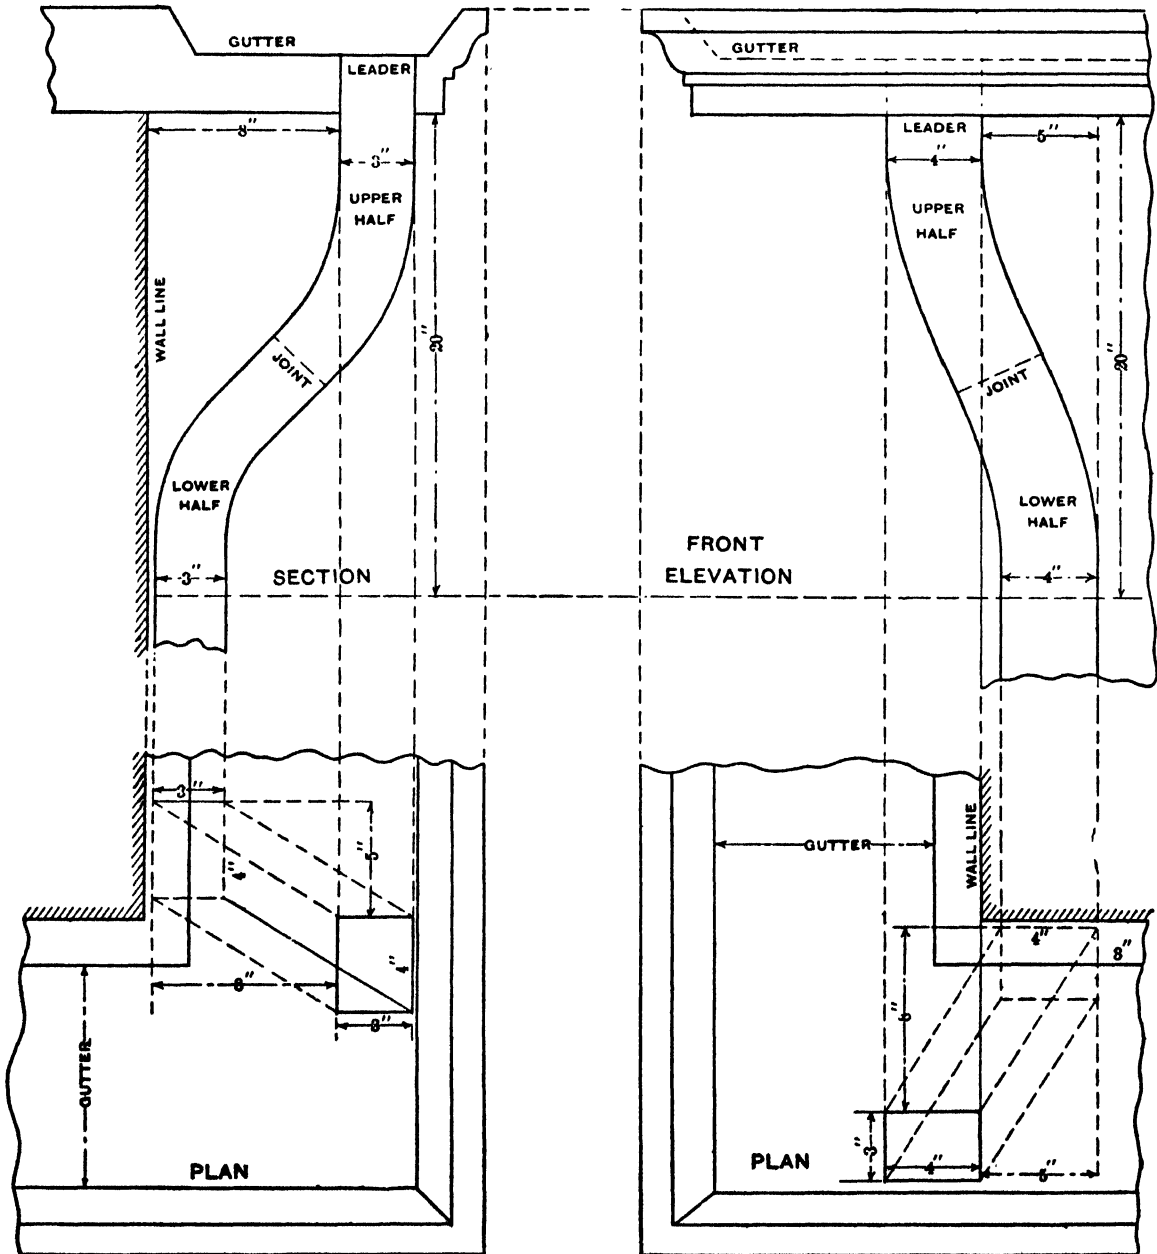 GUTTER
LEADER
8"
3"
UPPER
HALF
WALL LINE
20"
JOINT
LOWER
HALF
3"
SECTION
GUTTER
LEADER
5"
4"
UPPER
HALF
20"
JOINT
LOWER
HALF
4"
FRONT
ELEVATION
3"
5"
4"
4"
8"
3"
GUTTER
PLAN
GUTTER
WALL LINE
4"
8"
3"
4"
5"
PLAN